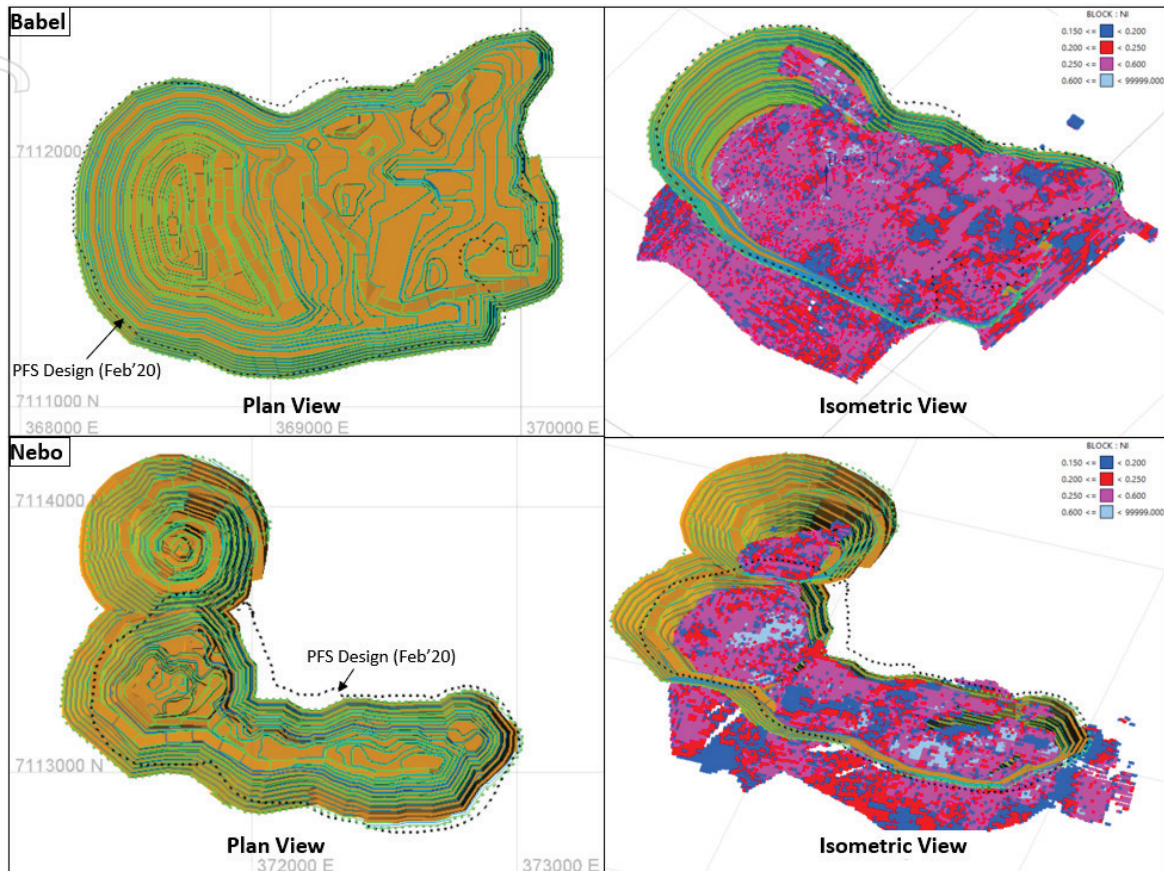 Babel
7112000
PFS Design (Feb'20)
7111000 N
368000 E
369000 E
370000 E
Plan View
BLOCK : NI
0.150 <= < 0.200
0.200 <= < 0.250
0.250 <= < 0.600
0.600 <= < 99999.000
Isometric View
Nebo
7114000 N
PFS Design (Feb'20)
7113000 N
372000 E
373000 E
Plan View
BLOCK : NI
0.150 <= < 0.200
0.200 <= < 0.250
0.250 <= < 0.600
0.600 <= < 99999.000
Isometric View